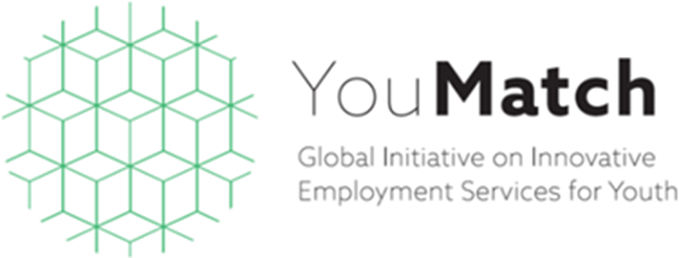 YouMatch
Global Initiative on Innovative
Employment Services for Youth